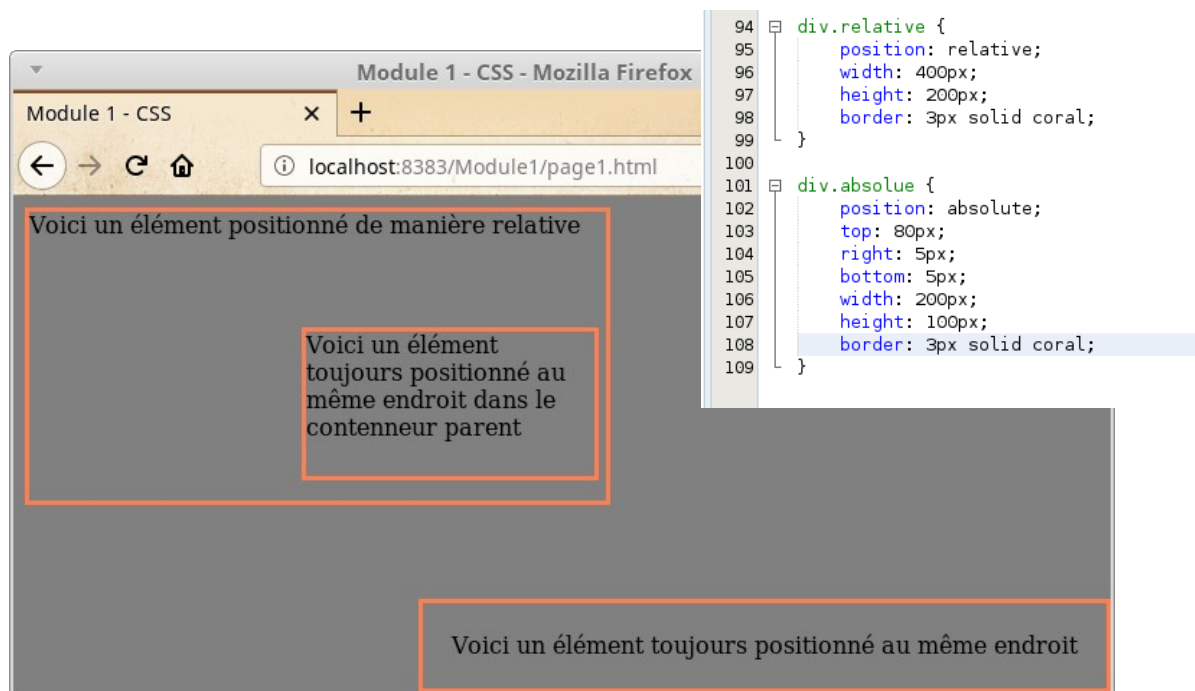 Module 1 - CSS - Mozilla Firefox
Module 1 - CSS × +
localhost:8383/Module1/page1.html
94 div.relative {
95 position: relative;
96 width: 400px;
97 height: 200px;
98 border: 3px solid coral;
99 }
100
101 div.absolue {
102 position: absolute;
103 top: 80px;
104 right: 5px;
105 bottom: 5px;
106 width: 200px;
107 height: 100px;
108 border: 3px solid coral;
109 }
Voici un élément positionné de manière relative
Voici un élément
toujours positionné au
même endroit dans le
contenneur parent
Voici un élément toujours positionné au même endroit